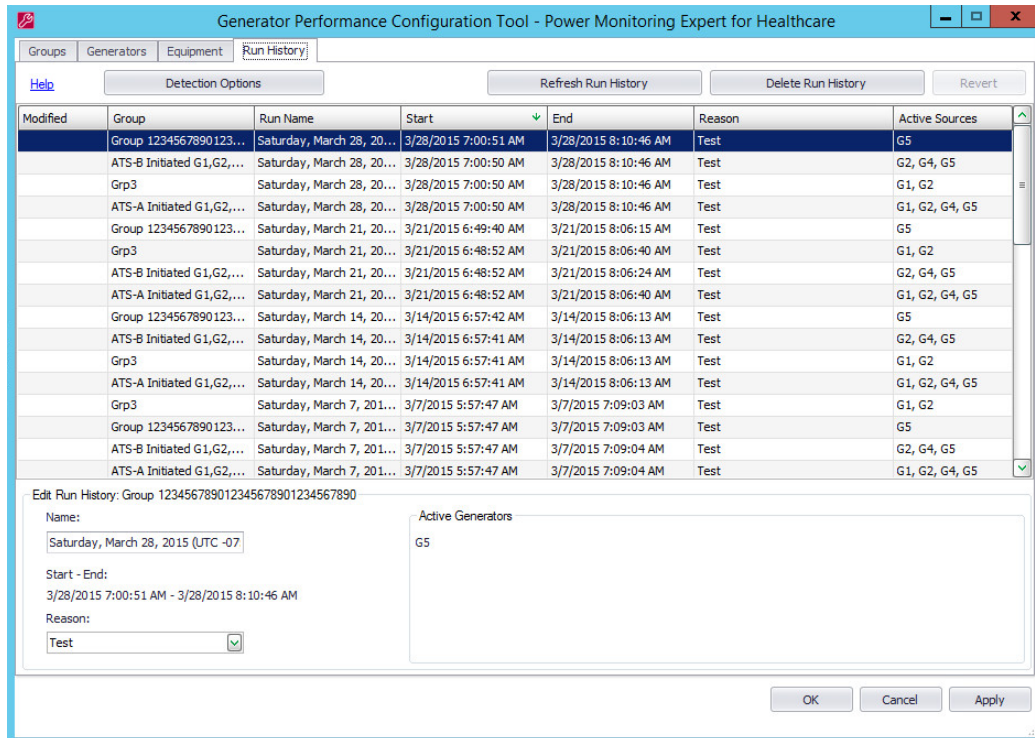 Generator Performance Configuration Tool - Power Monitoring Expert for Healthcare
Groups Generators Equipment Run History
Help Detection Options Refresh Run History Delete Run History Revert
Modified Group Run Name Start End Reason Active Sources
Group 1234567890123... Saturday, March 28, 20... 3/28/2015 7:00:51 AM 3/28/2015 8:10:46 AM Test G5
ATS-B Initiated G1,G2,... Saturday, March 28, 20... 3/28/2015 7:00:50 AM 3/28/2015 8:10:46 AM Test G2, G4, G5
Grp3 Saturday, March 28, 20... 3/28/2015 7:00:50 AM 3/28/2015 8:10:46 AM Test G1, G2
ATS-A Initiated G1,G2,... Saturday, March 28, 20... 3/28/2015 7:00:50 AM 3/28/2015 8:10:46 AM Test G1, G2, G4, G5
Group 1234567890123... Saturday, March 21, 20... 3/21/2015 6:49:40 AM 3/21/2015 8:06:15 AM Test G5
Grp3 Saturday, March 21, 20... 3/21/2015 6:48:52 AM 3/21/2015 8:06:40 AM Test G1, G2
ATS-B Initiated G1,G2,... Saturday, March 21, 20... 3/21/2015 6:48:52 AM 3/21/2015 8:06:24 AM Test G2, G4, G5
ATS-A Initiated G1,G2,... Saturday, March 21, 20... 3/21/2015 6:48:52 AM 3/21/2015 8:06:40 AM Test G1, G2, G4, G5
Group 1234567890123... Saturday, March 14, 20... 3/14/2015 6:57:42 AM 3/14/2015 8:06:13 AM Test G5
ATS-B Initiated G1,G2,... Saturday, March 14, 20... 3/14/2015 6:57:41 AM 3/14/2015 8:06:13 AM Test G2, G4, G5
Grp3 Saturday, March 14, 20... 3/14/2015 6:57:41 AM 3/14/2015 8:06:13 AM Test G1, G2
ATS-A Initiated G1,G2,... Saturday, March 14, 20... 3/14/2015 6:57:41 AM 3/14/2015 8:06:13 AM Test G1, G2, G4, G5
Grp3 Saturday, March 7, 201... 3/7/2015 5:57:47 AM 3/7/2015 7:09:03 AM Test G1, G2
Group 1234567890123... Saturday, March 7, 201... 3/7/2015 5:57:47 AM 3/7/2015 7:09:03 AM Test G5
ATS-B Initiated G1,G2,... Saturday, March 7, 201... 3/7/2015 5:57:47 AM 3/7/2015 7:09:04 AM Test G2, G4, G5
ATS-A Initiated G1,G2,... Saturday, March 7, 201... 3/7/2015 5:57:47 AM 3/7/2015 7:09:04 AM Test G1, G2, G4, G5
Edit Run History: Group 123456789012345678901234567890
Name:
Saturday, March 28, 2015 (UTC -07
Start - End:
3/28/2015 7:00:51 AM - 3/28/2015 8:10:46 AM
Reason:
Test
Active Generators
G5
OK Cancel Apply